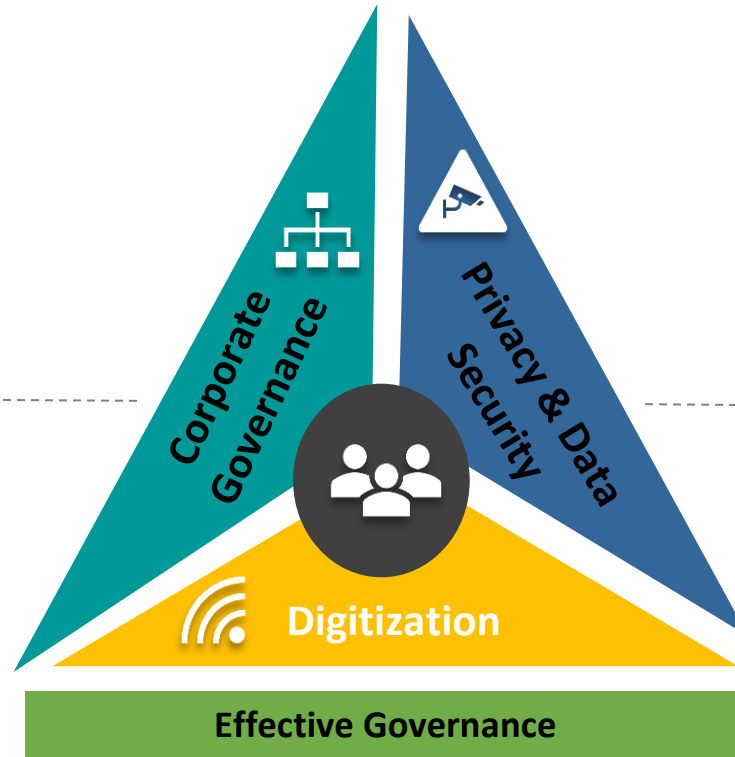 Corporate
Governance
Privacy & Data
Security
Digitization
Effective Governance